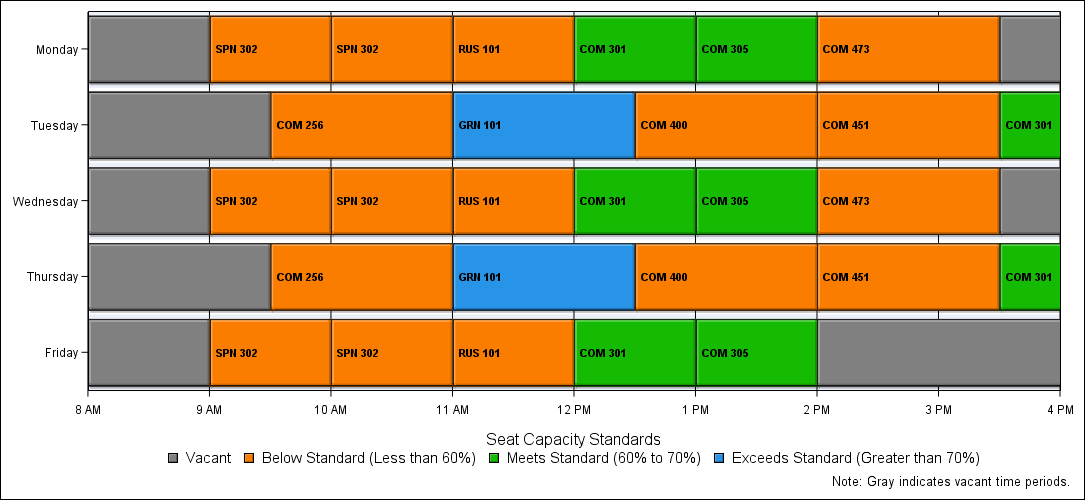 Monday SPN 302 SPN 302 RUS 101 COM 301 COM 305 COM 473
Tuesday COM 256 GRN 101 COM 400 COM 451 COM 301
Wednesday SPN 302 SPN 302 RUS 101 COM 301 COM 305 COM 473
Thursday COM 256 GRN 101 COM 400 COM 451 COM 301
Friday SPN 302 SPN 302 RUS 101 COM 301 COM 305
8 AM 9 AM 10 AM 11 AM 12 PM 1 PM 2 PM 3 PM 4 PM
Seat Capacity Standards
Vacant Below Standard (Less than 60%) Meets Standard (60% to 70%) Exceeds Standard (Greater than 70%)
Note: Gray indicates vacant time periods.